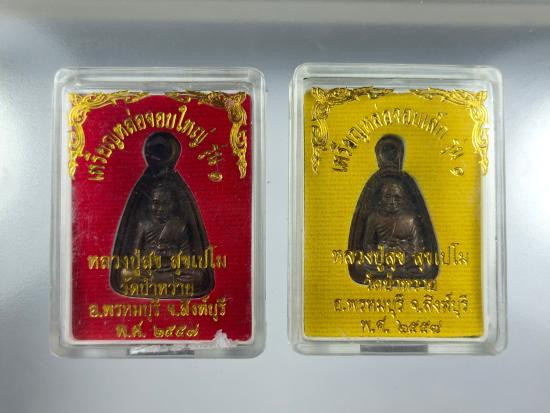 เหรียญหล่อจอบใหญ่ รุ่น ๑
หลวงปู่สุข สุขเปโม
วัดป่าหวาย
อ.พรหมบุรี จ.สิงห์บุรี
พ.ศ. ๒๕๕๗
เหรียญหล่อจอบเล็ก รุ่น ๑
หลวงปู่สุข สุขเปโม
วัดป่าหวาย
อ.พรหมบุรี จ.สิงห์บุรี
พ.ศ. ๒๕๕๗